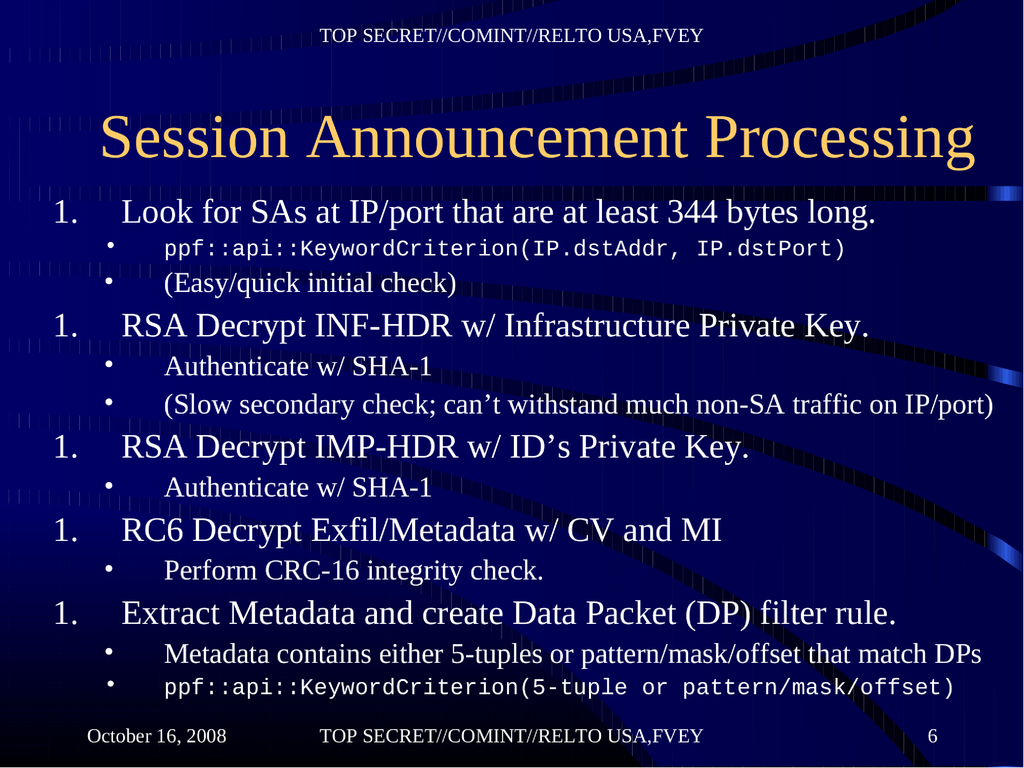 TOP SECRET//COMINT//RELTO USA,FVEY
Session Announcement Processing
1. Look for SAs at IP/port that are at least 344 bytes long.
• ppf::api::KeywordCriterion(IP.dstAddr, IP.dstPort)
• (Easy/quick initial check)
1. RSA Decrypt INF-HDR w/ Infrastructure Private Key.
• Authenticate w/ SHA-1
• (Slow secondary check; can’t withstand much non-SA traffic on IP/port)
1. RSA Decrypt IMP-HDR w/ ID’s Private Key.
• Authenticate w/ SHA-1
1. RC6 Decrypt Exfil/Metadata w/ CV and MI
• Perform CRC-16 integrity check.
1. Extract Metadata and create Data Packet (DP) filter rule.
• Metadata contains either 5-tuples or pattern/mask/offset that match DPs
• ppf::api::KeywordCriterion(5-tuple or pattern/mask/offset)
October 16, 2008 TOP SECRET//COMINT//RELTO USA,FVEY 6